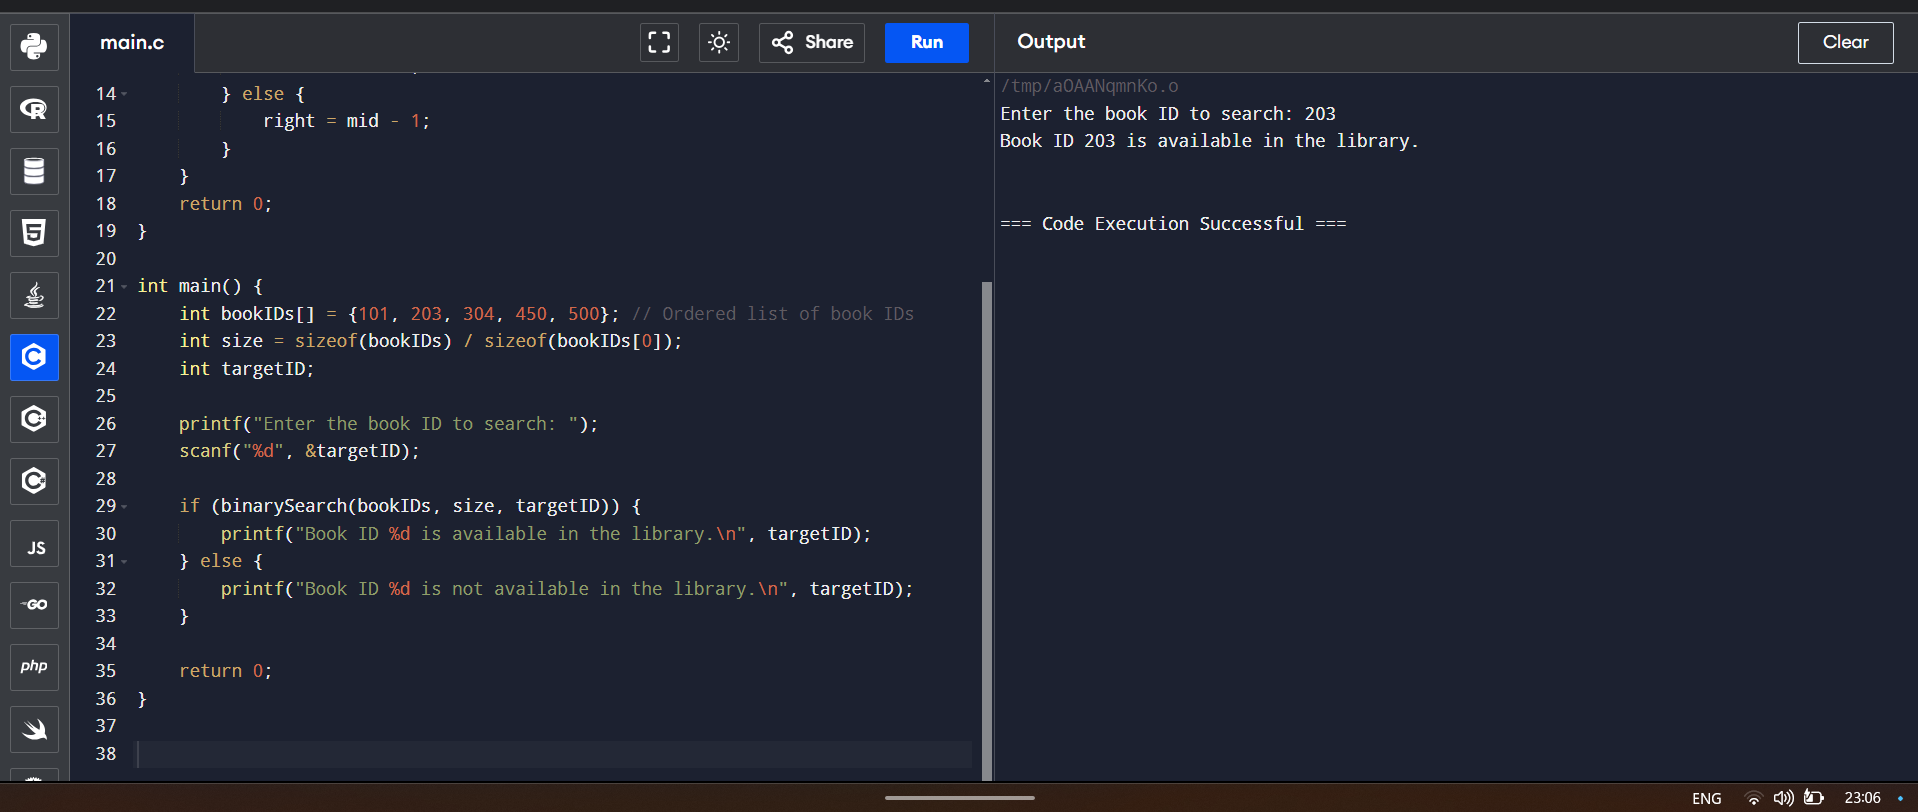 main.c
Share
Run
Output
Clear
14 } else {
15 right = mid - 1;
16 }
17 }
18 return 0;
19 }
20
21 int main() {
22 int bookIDs[] = {101, 203, 304, 450, 500}; // Ordered list of book IDs
23 int size = sizeof(bookIDs) / sizeof(bookIDs[0]);
24 int targetID;
25
26 printf("Enter the book ID to search: ");
27 scanf("%d", &targetID);
28
29 if (binarySearch(bookIDs, size, targetID)) {
30 printf("Book ID %d is available in the library.\n", targetID);
31 } else {
32 printf("Book ID %d is not available in the library.\n", targetID);
33 }
34
35 return 0;
36 }
37
38
/tmp/aOAANqmnKo.o
Enter the book ID to search: 203
Book ID 203 is available in the library.
=== Code Execution Successful ===
R
5
C
C++
C#
JS
GO
php
ENG
23:06